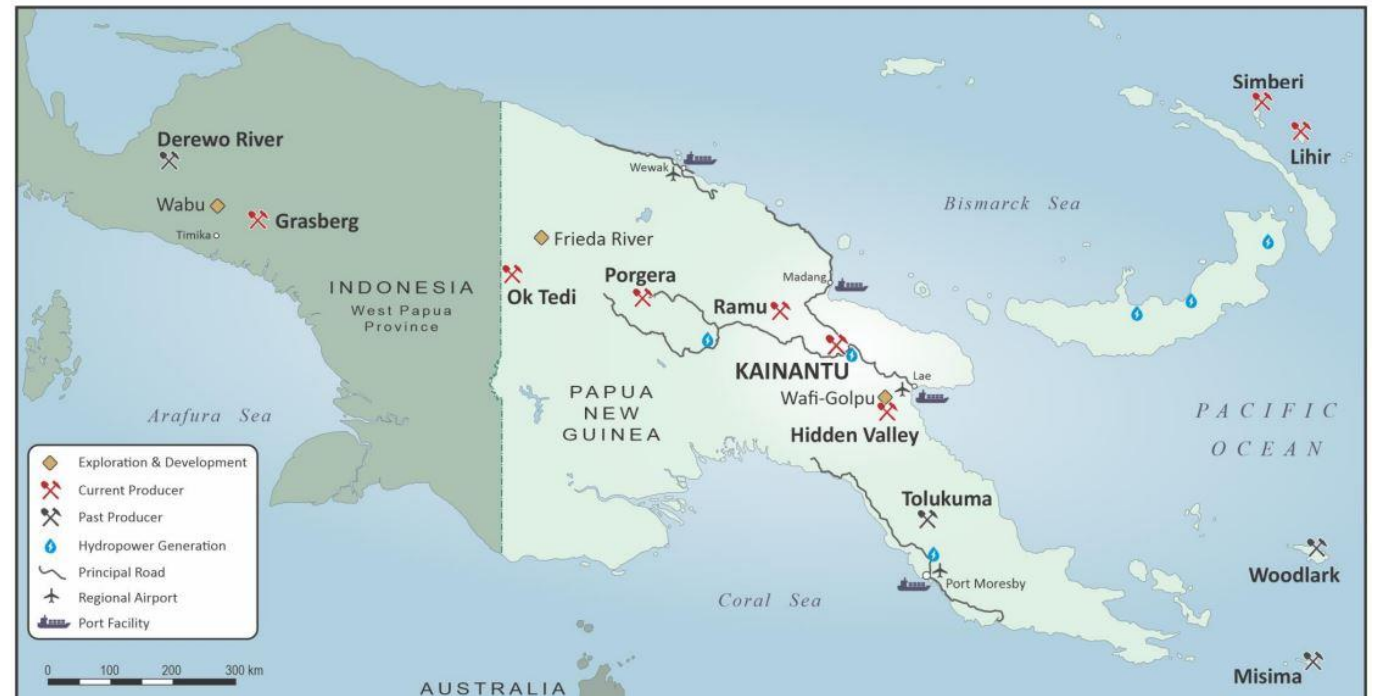 Simberi
Lihir
Derewo River
Wewak
Wabu
Grasberg
Timika
Bismarck Sea
Frieda River
INDONESIA
West Papua
Province
Ok Tedi
Porgera
Madang
Ramu
KAINANTU
Lae
Wafi-Golpu
Hidden Valley
PAPUA
NEW
GUINEA
Arafura Sea
PACIFIC
OCEAN
Exploration & Development
Current Producer
Past Producer
Hydropower Generation
Principal Road
Regional Airport
Port Facility
Tolukuma
Port Moresby
Woodlark
Coral Sea
Misima
0 100 200 300 km
AUSTRALIA